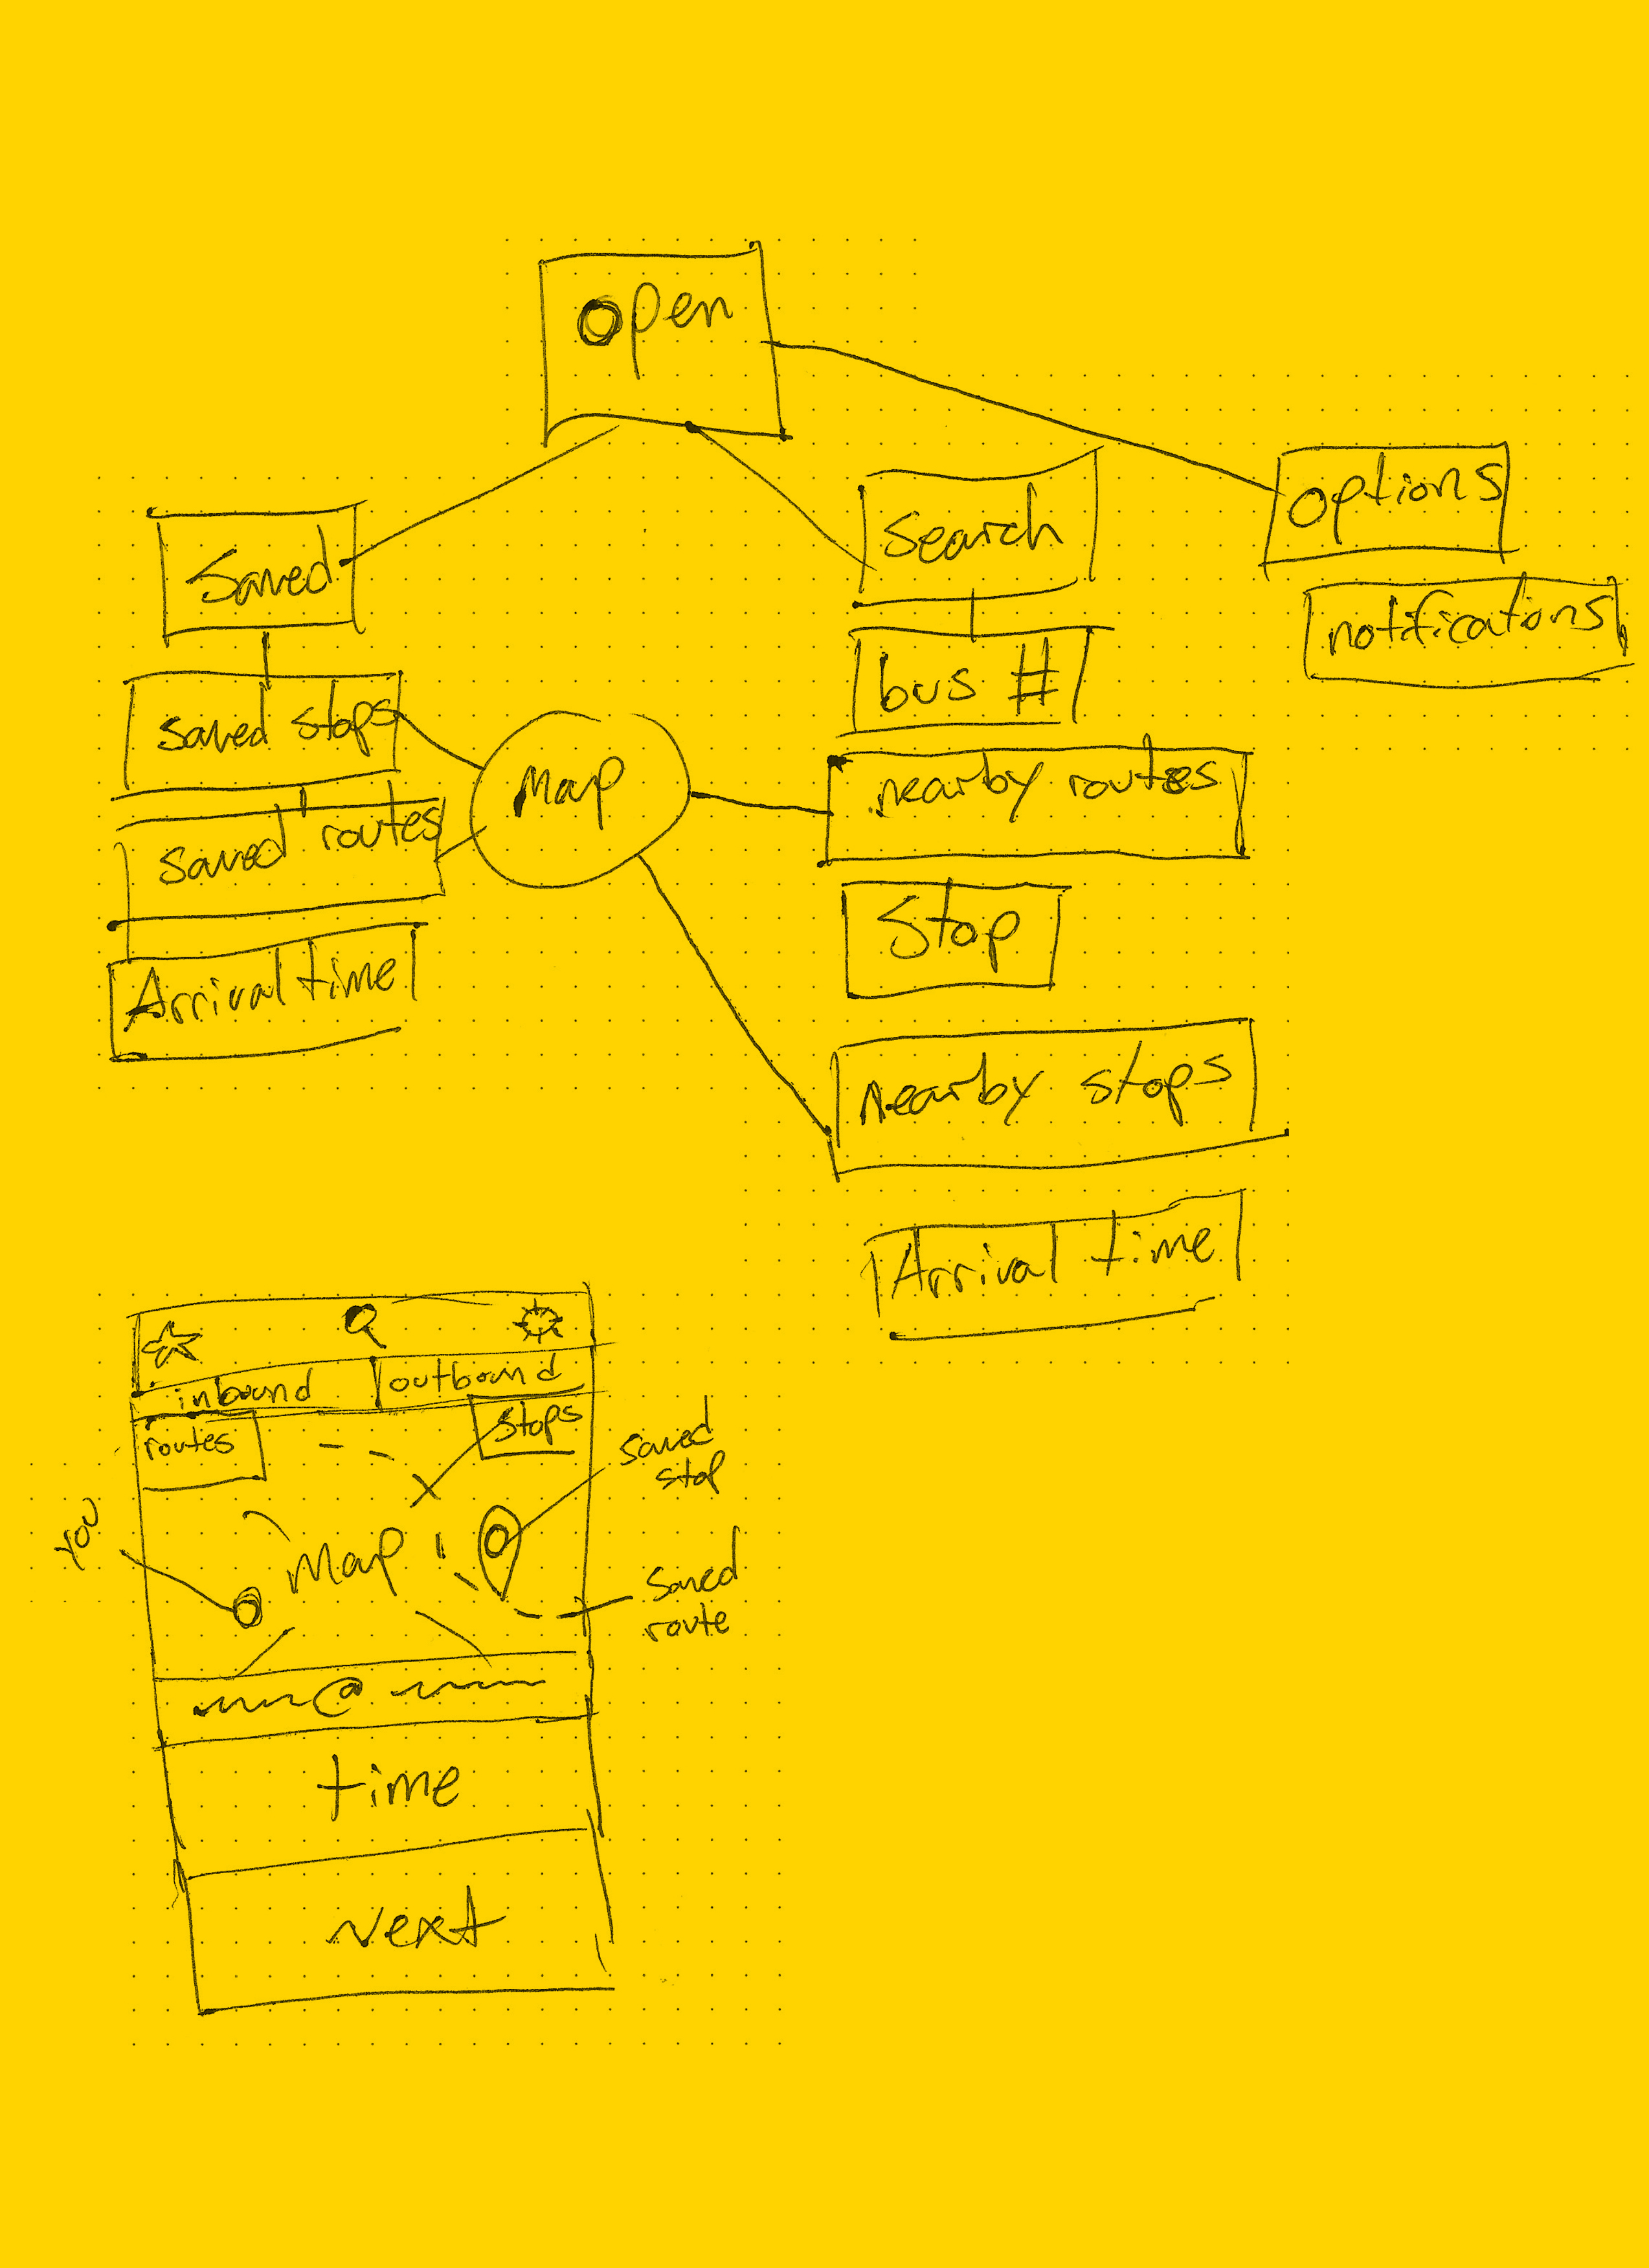 open
options
Search
Saved
notifications
bus #
saved stops
Map
nearby routes
saved routes
Stop
Arrival time
nearby stops
Arrival time
inbound
outbound
routes
stops
saved
stop
you
Map
saved
route
@
time
Next